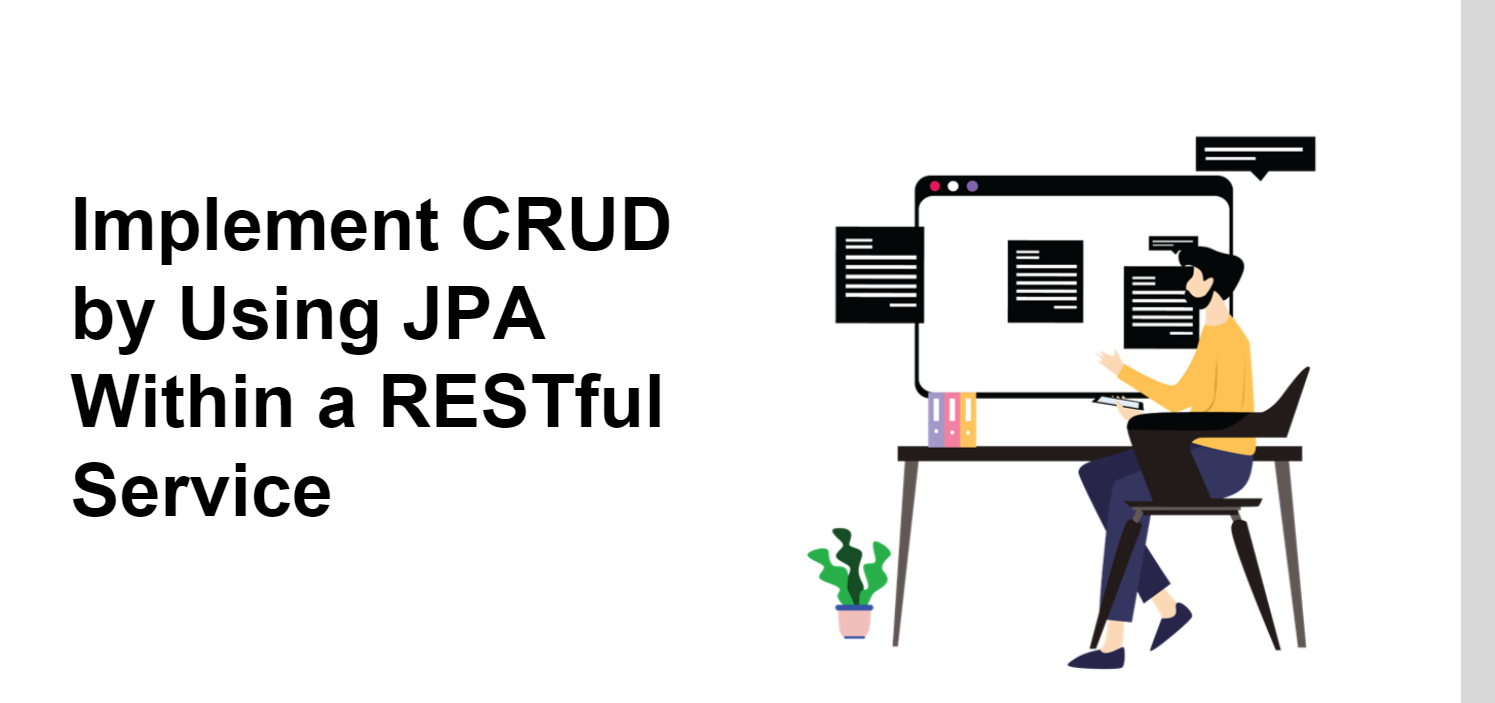 Implement CRUD
by Using JPA
Within a RESTful
Service